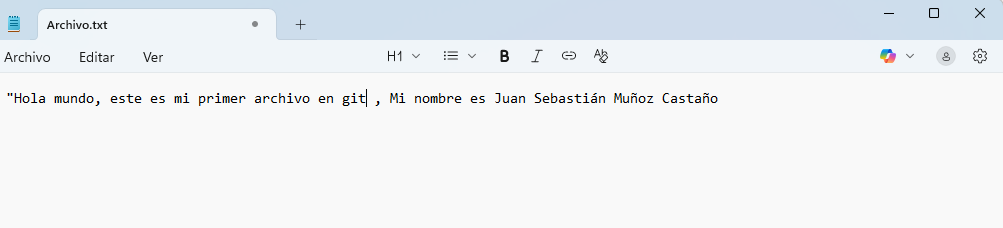 Archivo.txt
Archivo Editar Ver H1 B I
"Hola mundo, este es mi primer archivo en git , Mi nombre es Juan Sebastián Muñoz Castaño